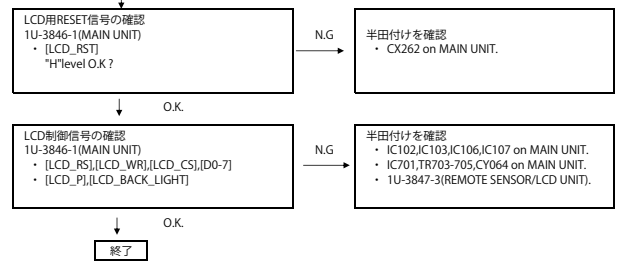 LCD用RESET信号の確認
1U-3846-1(MAIN UNIT)
・ [LCD_RST]
"H"level O.K ?
N.G
半田付けを確認
・ CX262 on MAIN UNIT.
O.K.
LCD制御信号の確認
1U-3846-1(MAIN UNIT)
・ [LCD_RS],[LCD_WR],[LCD_CS],[D0-7]
・ [LCD_P],[LCD_BACK_LIGHT]
N.G
半田付けを確認
・ IC102,IC103,IC106,IC107 on MAIN UNIT.
・ IC701,TR703-705,CY064 on MAIN UNIT.
・ 1U-3847-3(REMOTE SENSOR/LCD UNIT).
O.K.
終了